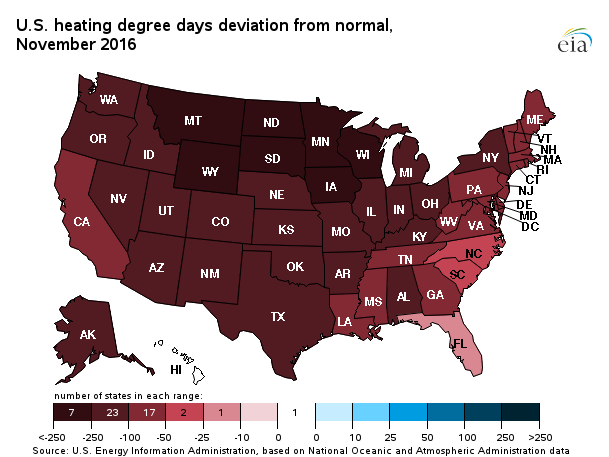 U.S. heating degree days deviation from normal,
November 2016
eia
WA
MT
ND
MN
ME
OR
ID
SD
WI
MI
NY
VT
NH
MA
WY
IA
RI
CT
NV
UT
CO
NE
IL
IN
OH
PA
NJ
DE
MD
DC
CA
KS
MO
KY
WV
VA
AZ
NM
OK
AR
TN
NC
SC
TX
LA
MS
AL
GA
AK
FL
HI
number of states in each range:
7 23 17 2 1 1
<-250 -250 -100 -50 -25 -10 0 0 10 25 50 100 250 >250
Source: U.S. Energy Information Administration, based on National Oceanic and Atmospheric Administration data